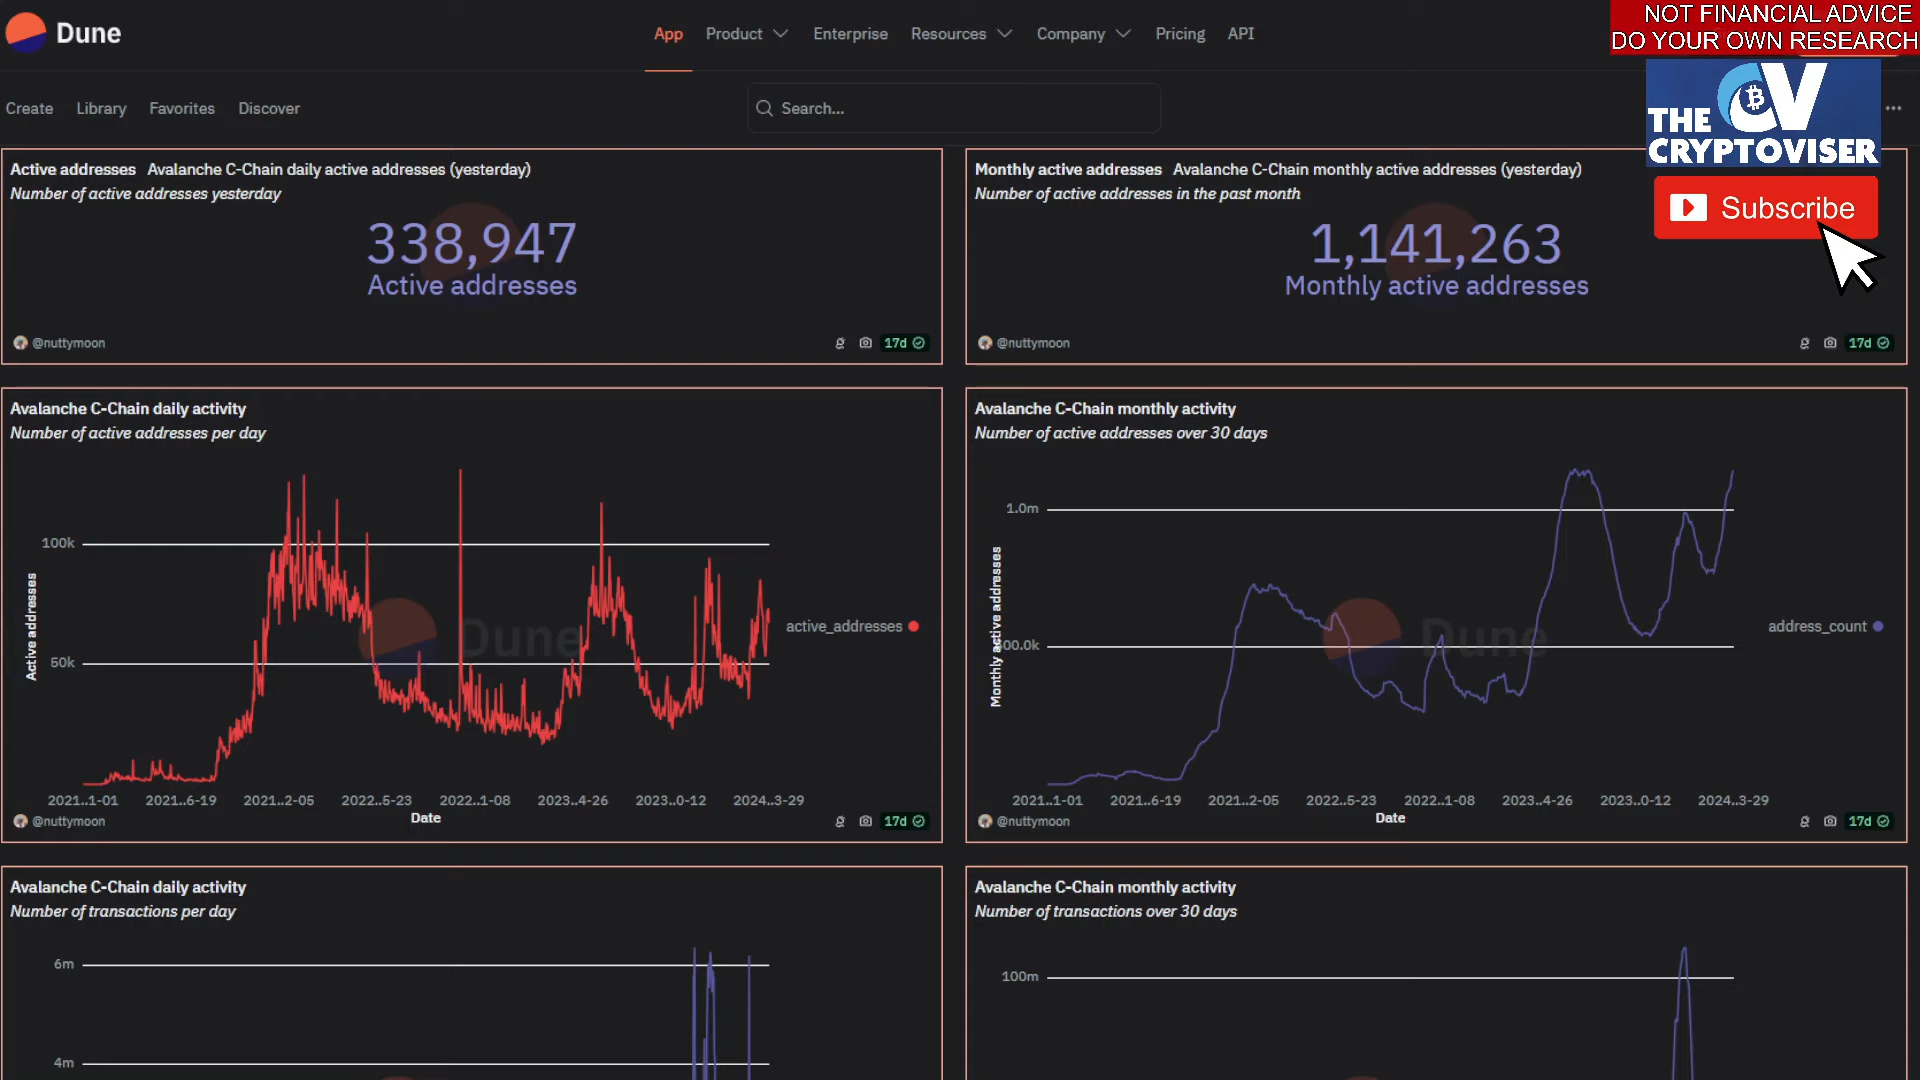 Dune
App
Product
Enterprise
Resources
Company
Pricing
API
NOT FINANCIAL ADVICE
DO YOUR OWN RESEARCH
Create
Library
Favorites
Discover
Search...
THE CV
CRYPTOVISER
Subscribe
Active addresses Avalanche C-Chain daily active addresses (yesterday)
Number of active addresses yesterday
338,947
Active addresses
@nuttymoon
17d
Monthly active addresses Avalanche C-Chain monthly active addresses (yesterday)
Number of active addresses in the past month
1,141,263
Monthly active addresses
@nuttymoon
17d
Avalanche C-Chain daily activity
Number of active addresses per day
100k
50k
Active addresses
Dune
active_addresses
2021..1-01 2021..6-19 2021..2-05 2022..5-23 2022..1-08 2023..4-26 2023..0-12 2024..3-29
Date
@nuttymoon
17d
Avalanche C-Chain monthly activity
Number of active addresses over 30 days
1.0m
00.0k
Monthly active addresses
Dune
address_count
2021..1-01 2021..6-19 2021..2-05 2022..5-23 2022..1-08 2023..4-26 2023..0-12 2024..3-29
Date
@nuttymoon
17d
Avalanche C-Chain daily activity
Number of transactions per day
6m
4m
Avalanche C-Chain monthly activity
Number of transactions over 30 days
100m